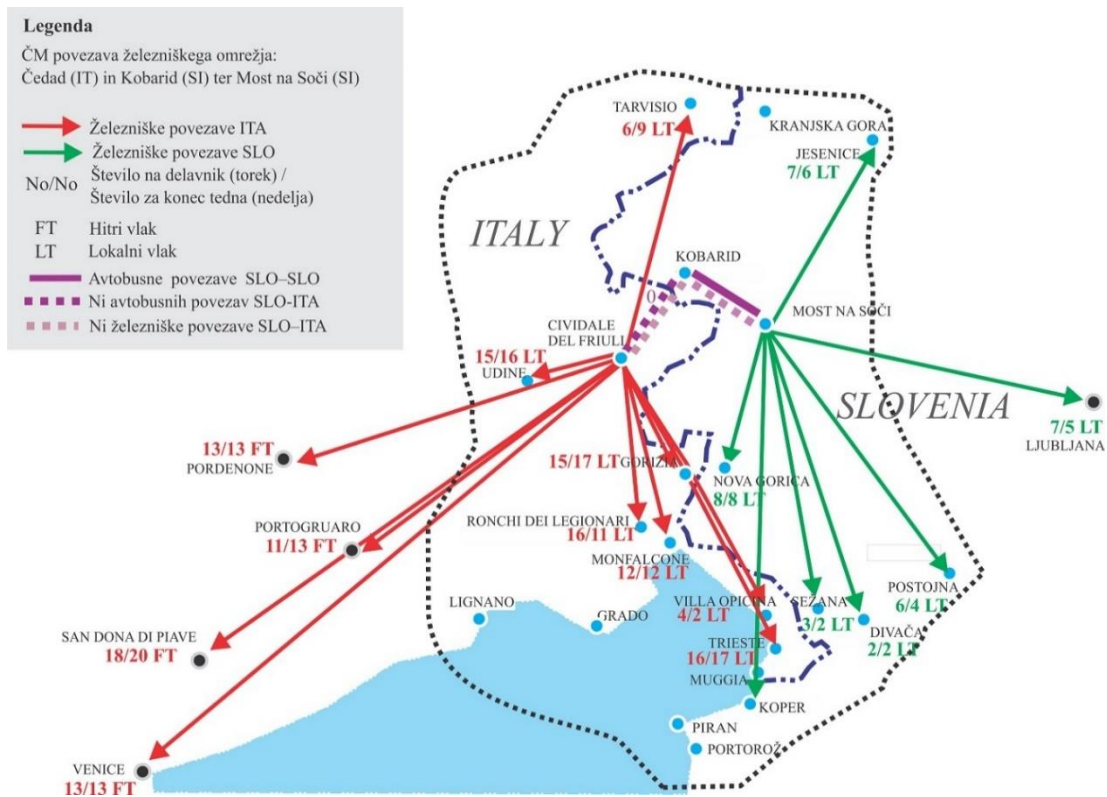 Legenda
ČM povezava železniškega omrežja:
Čedad (IT) in Kobarid (SI) ter Most na Soči (SI)
Železniške povezave ITA
Železniške povezave SLO
No/No
Število na delavnik (torek) /
Število za konec tedna (nedelja)
FT Hitri vlak
LT Lokalni vlak
Avtobusne povezave SLO–SLO
Ni avtobusnih povezav SLO-ITA
Ni železniške povezave SLO–ITA
TARVISIO
6/9 LT
KRANJSKA GORA
JESENICE
7/6 LT
ITALY
KOBARID
0
MOST NA SOČI
CIVIDALE
DEL FRIULI
15/16 LT
UDINE
SLOVENIA
7/5 LT
LJUBLJANA
13/13 FT
PORDENONE
15/17 LT
GORIZIA
NOVA GORICA
8/8 LT
PORTOGRUARO
11/13 FT
RONCHI DEI LEGIONARI
16/11 LT
MONFALCONE
12/12 LT
POSTOJNA
6/4 LT
LIGNANO
GRADO
VILLA OPICINA
4/2 LT
SEŽANA
3/2 LT
DIVAČA
2/2 LT
SAN DONA DI PIAVE
18/20 FT
TRIESTE
16/17 LT
MUGGIA
KOPER
PIRAN
PORTOROŽ
VENICE
13/13 FT